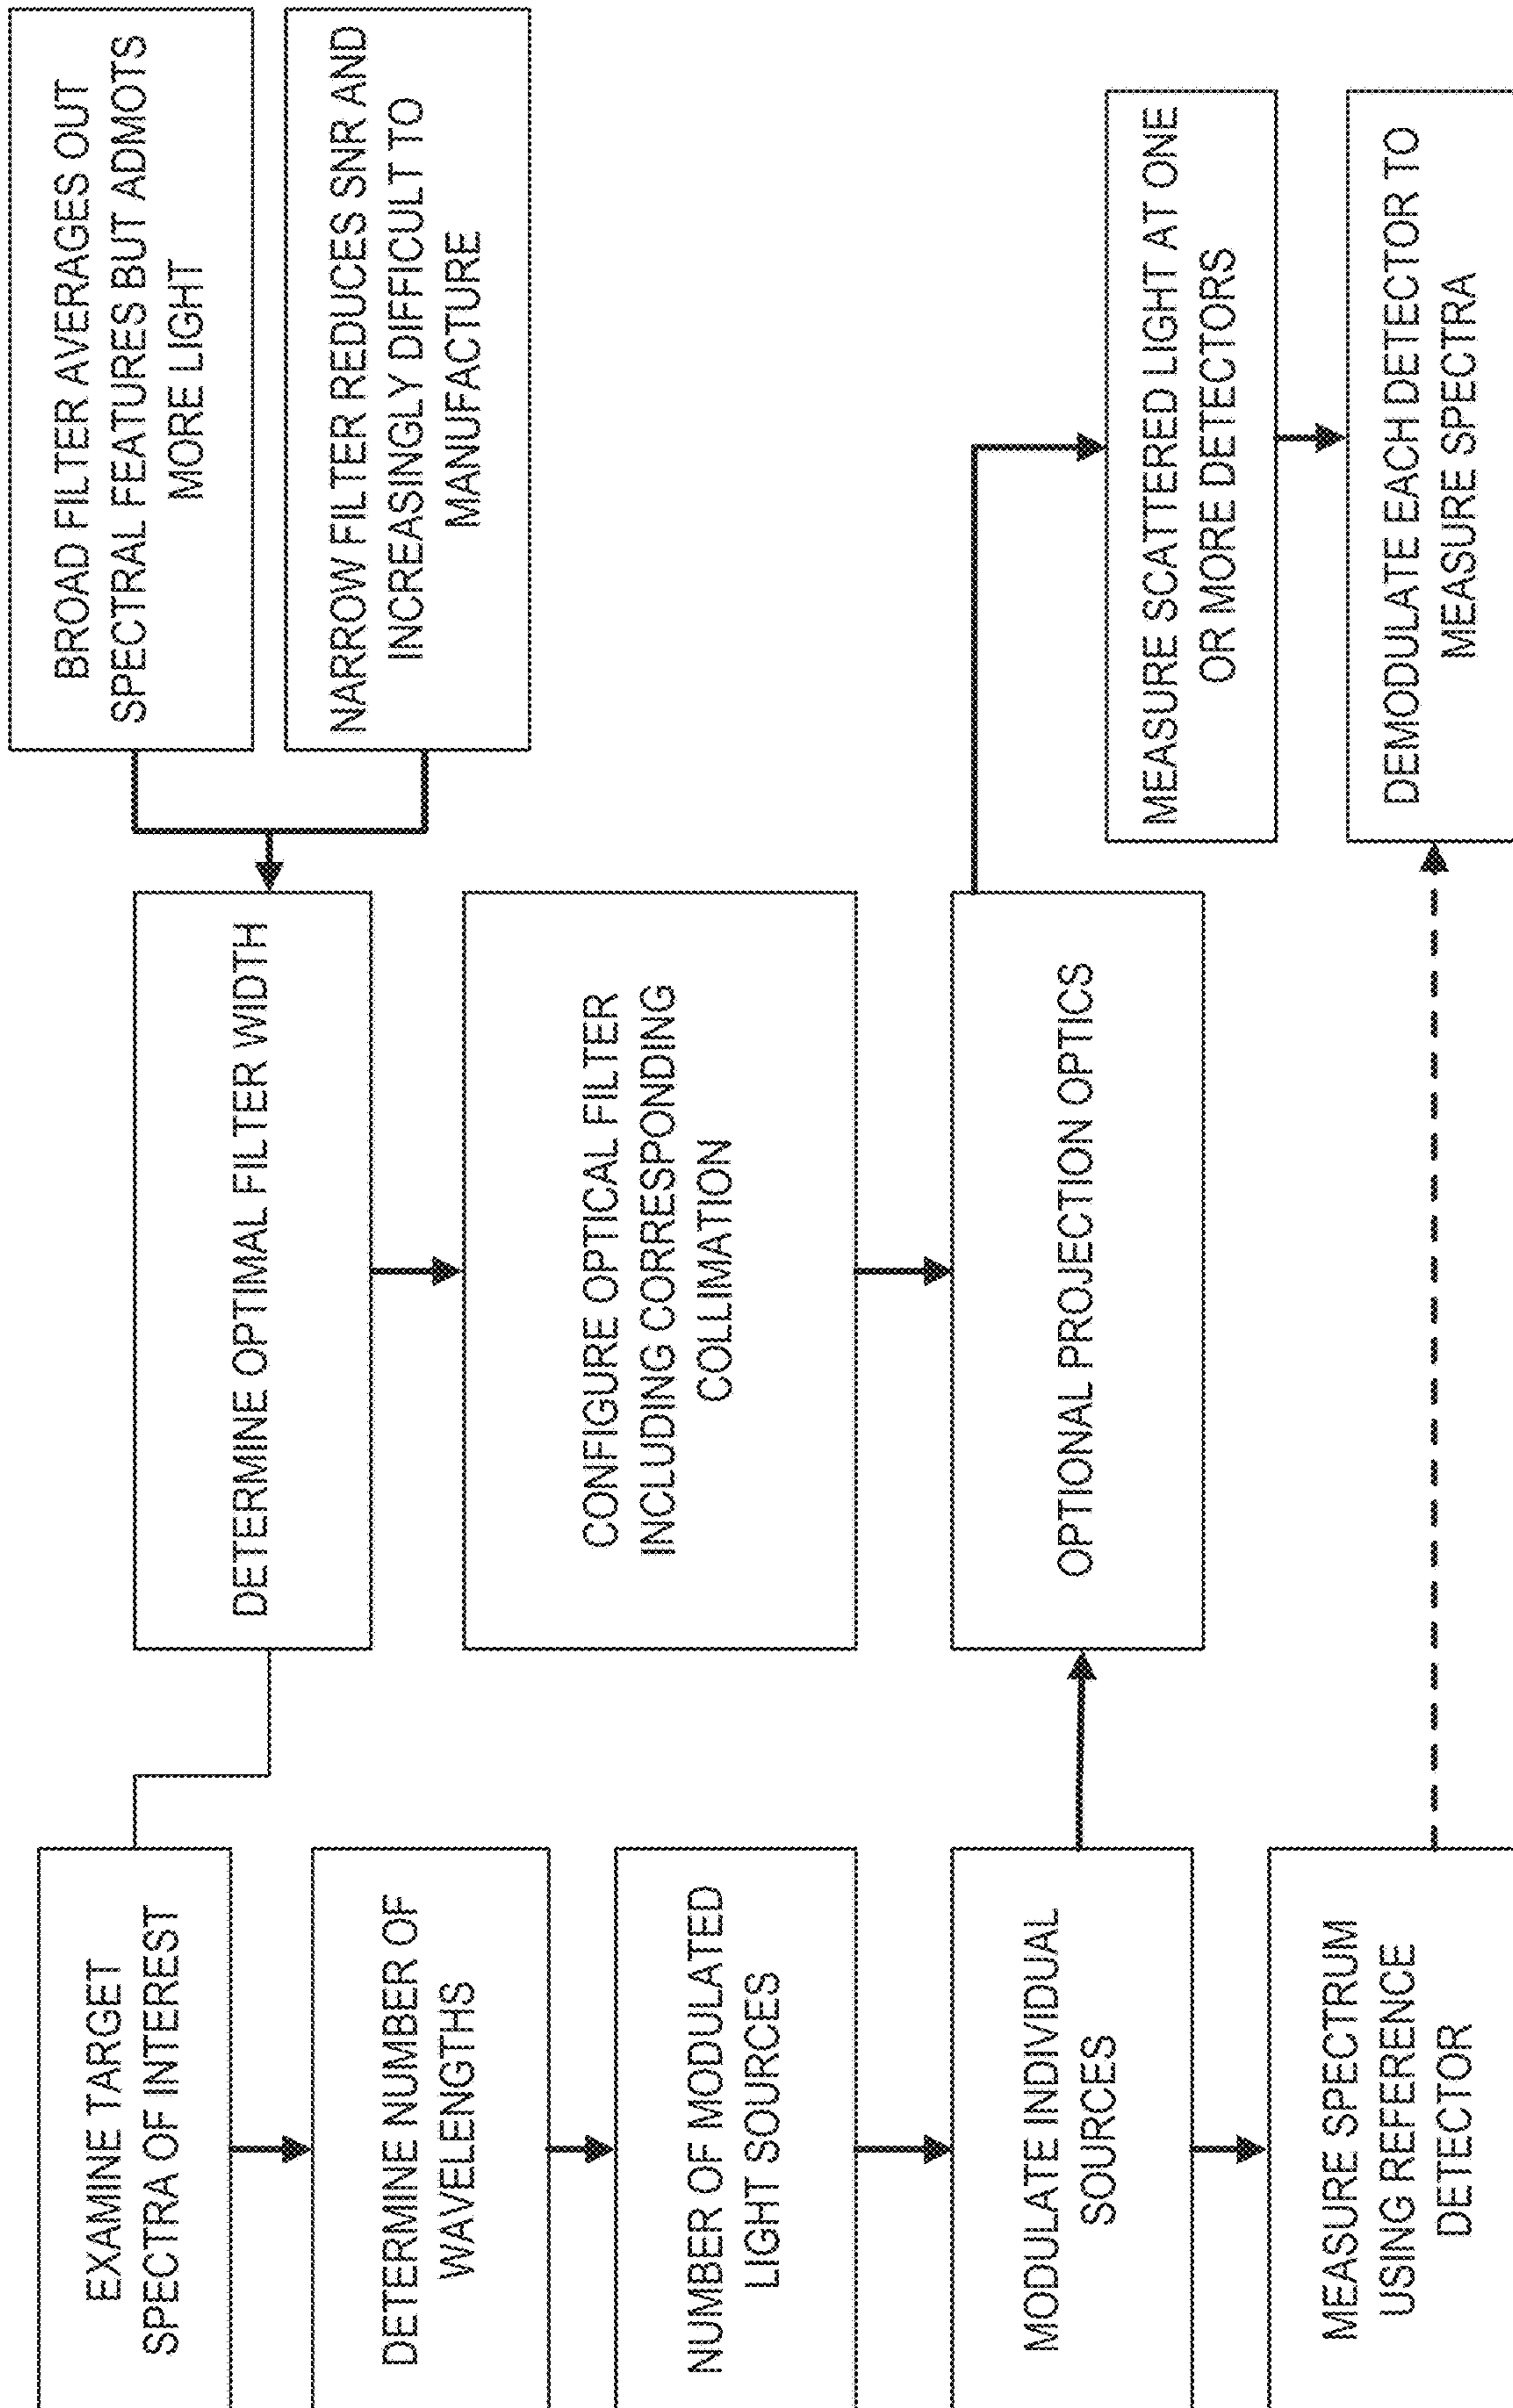 EXAMINE TARGET
SPECTRA OF INTEREST
DETERMINE NUMBER OF
WAVELENGTHS
NUMBER OF MODULATED
LIGHT SOURCES
MODULATE INDIVIDUAL
SOURCES
MEASURE SPECTRUM
USING REFERENCE
DETECTOR
DETERMINE OPTIMAL FILTER WIDTH
CONFIGURE OPTICAL FILTER
INCLUDING CORRESPONDING
COLLIMATION
OPTIONAL PROJECTION OPTICS
BROAD FILTER AVERAGES OUT
SPECTRAL FEATURES BUT ADMOTS
MORE LIGHT
NARROW FILTER REDUCES SNR AND
INCREASINGLY DIFFICULT TO
MANUFACTURE
MEASURE SCATTERED LIGHT AT ONE
OR MORE DETECTORS
DEMODULATE EACH DETECTOR TO
MEASURE SPECTRA